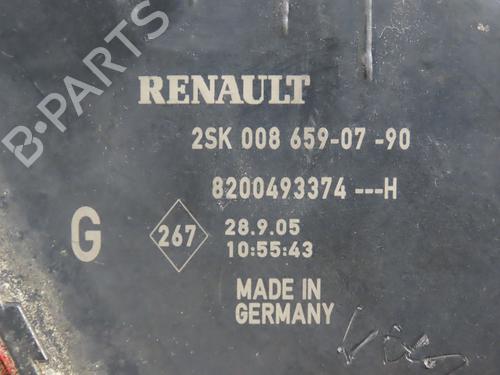 B-PARTS
RENAULT
2SK 008 659-07 -90
8200493374 ---H
G
267
28.9.05
10:55:43
MADE IN
GERMANY